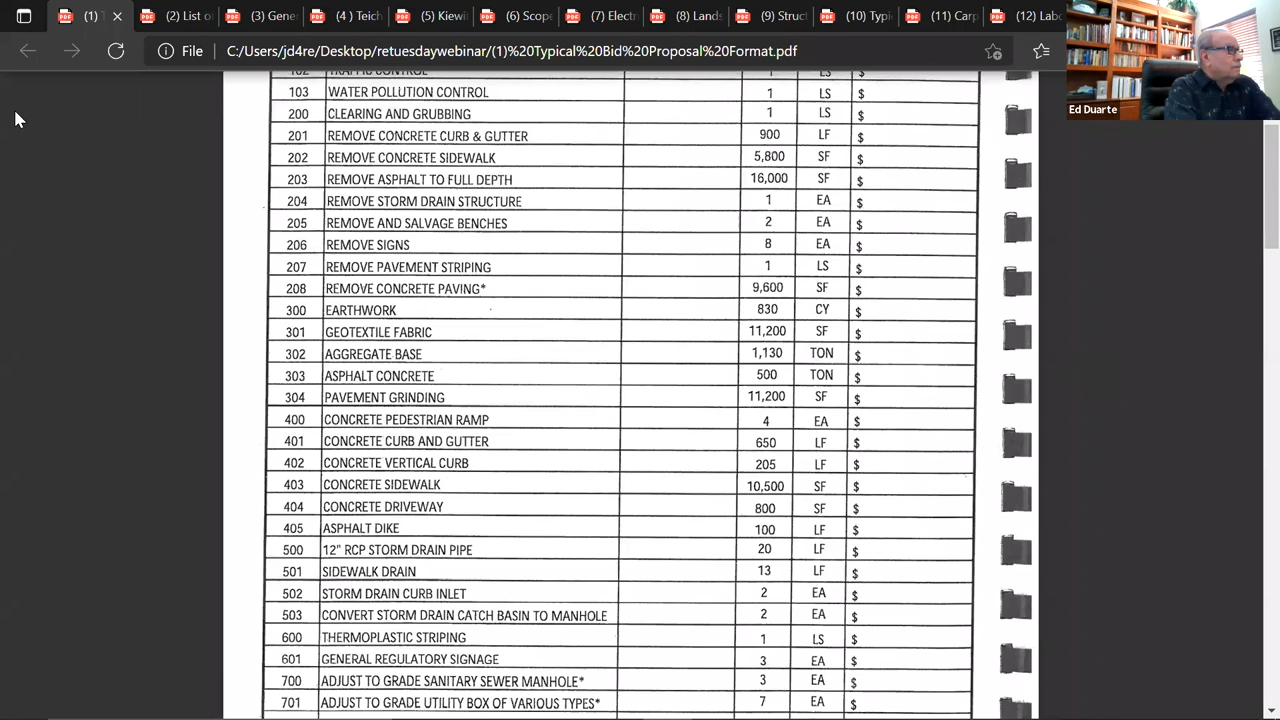 (1) T
(2) List o
(3) Gene
(4 ) Teich
(5) Kie
(6) Scop
(7) Elect
(8) Lands
(9) Struct
(10) Typi
(11) Carp
(12) Labo
File C:/Users/jd4re/Desktop/retuesdaywebinar/(1)%20Typical%20Bid%20Proposal%20Format.pdf
Ed Duarte
102 TRAFFIC CONTROL 1 LS $
103 WATER POLLUTION CONTROL 1 LS $
200 CLEARING AND GRUBBING 1 LS $
201 REMOVE CONCRETE CURB & GUTTER 900 LF $
202 REMOVE CONCRETE SIDEWALK 5,800 SF $
203 REMOVE ASPHALT TO FULL DEPTH 16,000 SF $
204 REMOVE STORM DRAIN STRUCTURE 1 EA $
205 REMOVE AND SALVAGE BENCHES 2 EA $
206 REMOVE SIGNS 8 EA $
207 REMOVE PAVEMENT STRIPING 1 LS $
208 REMOVE CONCRETE PAVING* 9,600 SF $
300 EARTHWORK 830 CY $
301 GEOTEXTILE FABRIC 11,200 SF $
302 AGGREGATE BASE 1,130 TON $
303 ASPHALT CONCRETE 500 TON $
304 PAVEMENT GRINDING 11,200 SF $
400 CONCRETE PEDESTRIAN RAMP 4 EA $
401 CONCRETE CURB AND GUTTER 650 LF $
402 CONCRETE VERTICAL CURB 205 LF $
403 CONCRETE SIDEWALK 10,500 SF $
404 CONCRETE DRIVEWAY 800 SF $
405 ASPHALT DIKE 100 LF $
500 12" RCP STORM DRAIN PIPE 20 LF $
501 SIDEWALK DRAIN 13 LF $
502 STORM DRAIN CURB INLET 2 EA $
503 CONVERT STORM DRAIN CATCH BASIN TO MANHOLE 2 EA $
600 THERMOPLASTIC STRIPING 1 LS $
601 GENERAL REGULATORY SIGNAGE 3 EA $
700 ADJUST TO GRADE SANITARY SEWER MANHOLE* 3 EA $
701 ADJUST TO GRADE UTILITY BOX OF VARIOUS TYPES* 7 EA $